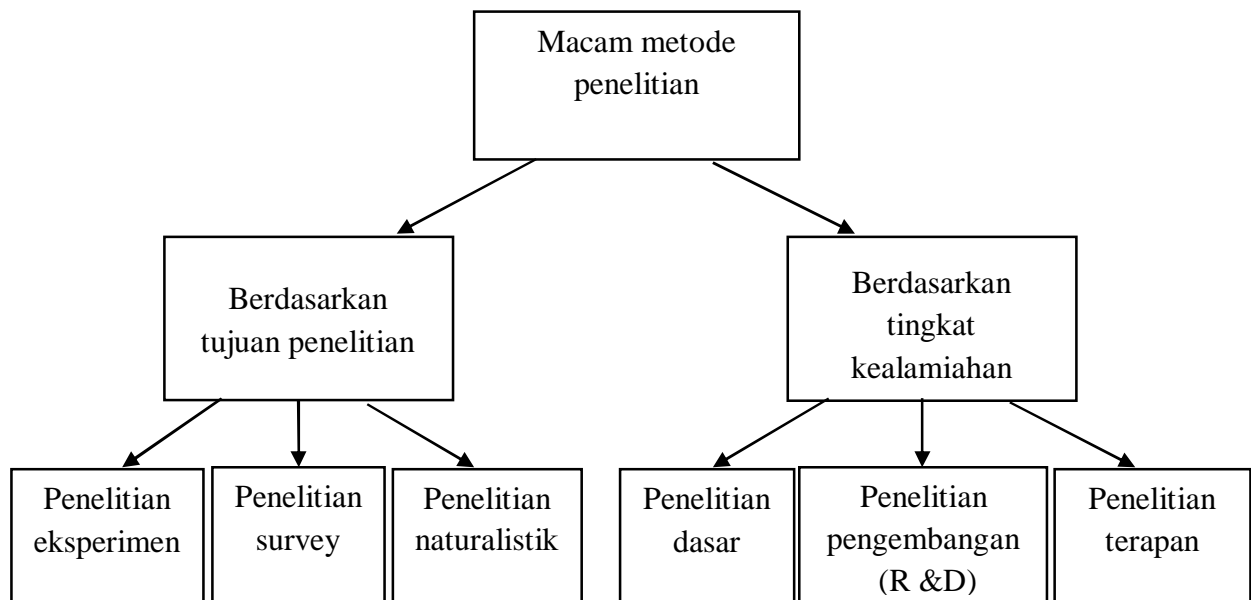 Macam metode
penelitian
Berdasarkan
tujuan penelitian
Berdasarkan
tingkat
kealamiahan
Penelitian
eksperimen
Penelitian
survey
Penelitian
naturalistik
Penelitian
dasar
Penelitian
pengembangan
(R &D)
Penelitian
terapan